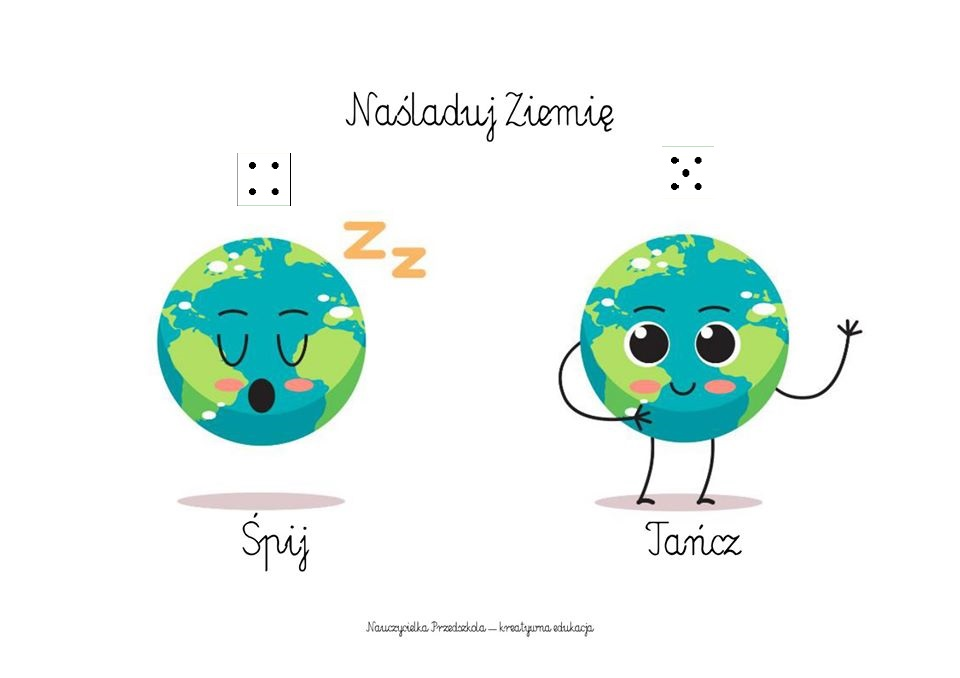 Naśladuj Ziemię
Z z
Śpij
Tańcz
Nauczycielka Przedszkola – kreatywna edukacja